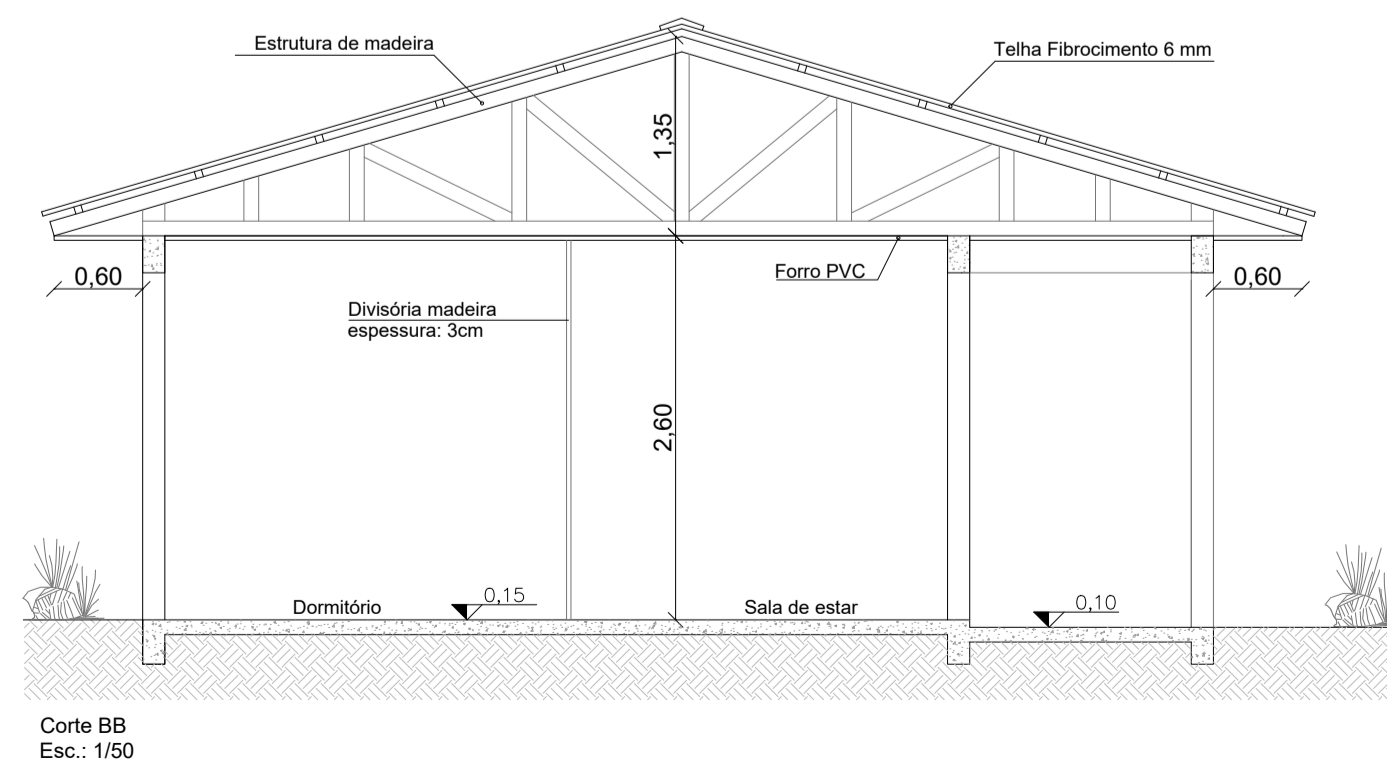 Estrutura de madeira
Telha Fibrocimento 6 mm
1,35
0,60
Forro PVC
0,60
Divisória madeira
espessura: 3cm
2,60
Dormitório
0,15
Sala de estar
0,10
Corte BB
Esc.: 1/50